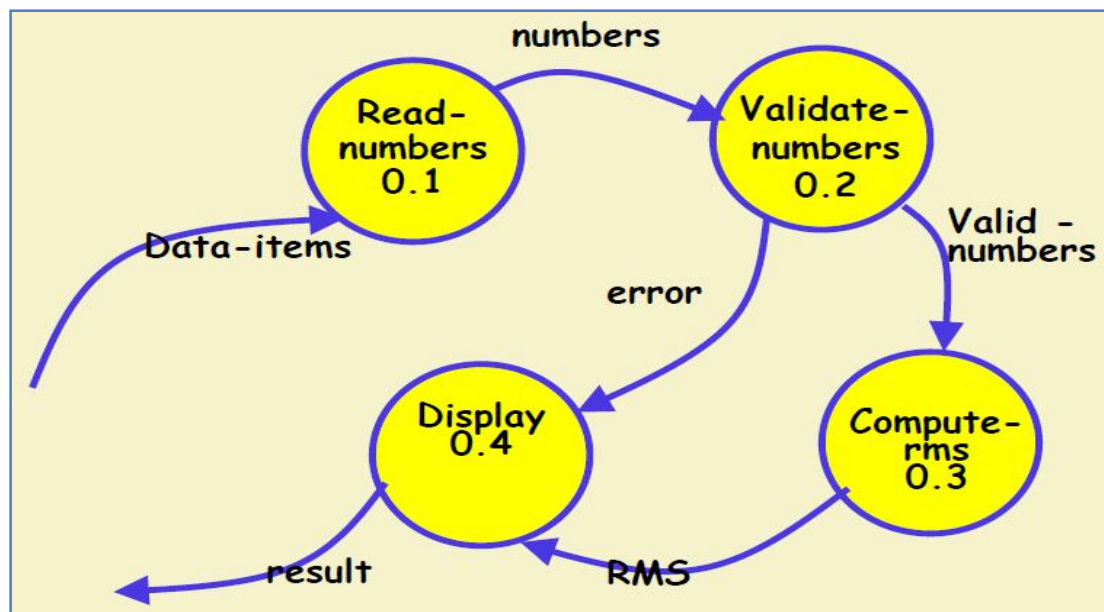 numbers
Read-
numbers
0.1
Validate-
numbers
0.2
Data-items
Valid -
numbers
error
Display
0.4
Compute-
rms
0.3
result
RMS